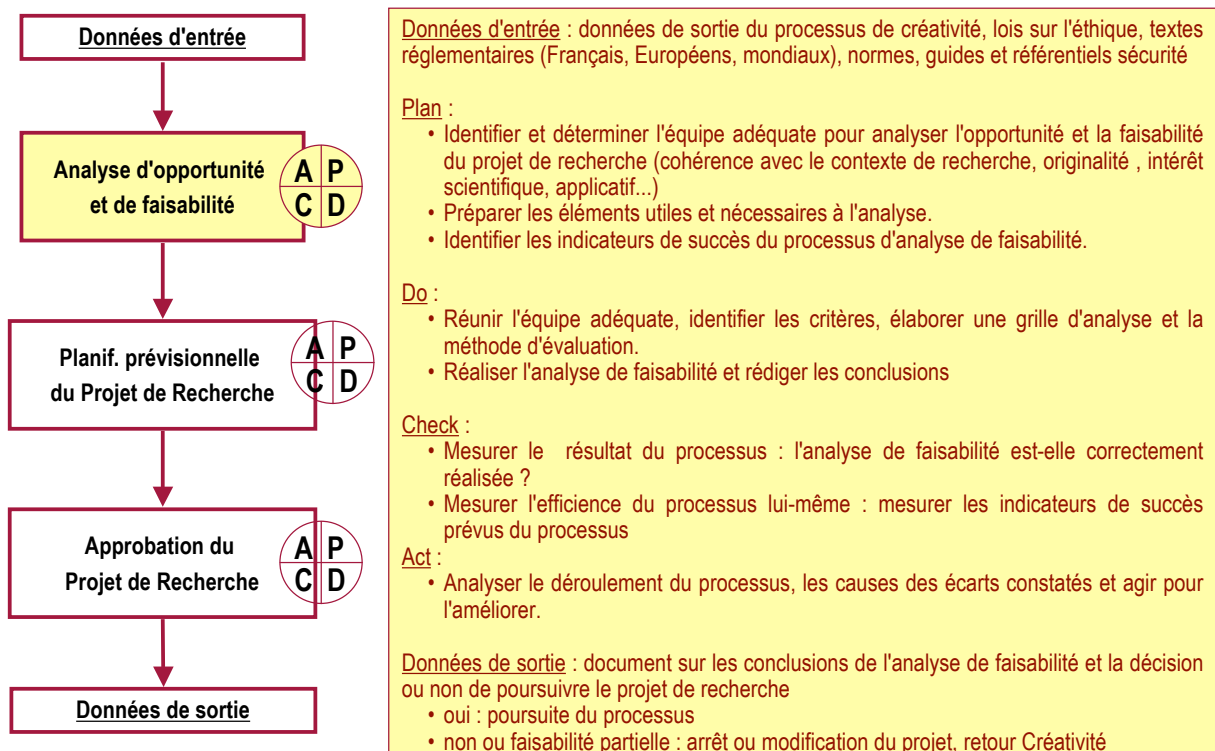 Données d'entrée
Analyse d'opportunité
et de faisabilité
A P
C D
Planif. prévisionnelle
du Projet de Recherche
A P
C D
Approbation du
Projet de Recherche
A P
C D
Données de sortie
Données d'entrée : données de sortie du processus de créativité, lois sur l'éthique, textes
réglementaires (Français, Européens, mondiaux), normes, guides et référentiels sécurité
Plan :
• Identifier et déterminer l'équipe adéquate pour analyser l'opportunité et la faisabilité
du projet de recherche (cohérence avec le contexte de recherche, originalité , intérêt
scientifique, applicatif...)
• Préparer les éléments utiles et nécessaires à l'analyse.
• Identifier les indicateurs de succès du processus d'analyse de faisabilité.
Do :
• Réunir l'équipe adéquate, identifier les critères, élaborer une grille d'analyse et la
méthode d'évaluation.
• Réaliser l'analyse de faisabilité et rédiger les conclusions
Check :
• Mesurer le résultat du processus : l'analyse de faisabilité est-elle correctement
réalisée ?
• Mesurer l'efficience du processus lui-même : mesurer les indicateurs de succès
prévus du processus
Act :
• Analyser le déroulement du processus, les causes des écarts constatés et agir pour
l'améliorer.
Données de sortie : document sur les conclusions de l'analyse de faisabilité et la décision
ou non de poursuivre le projet de recherche
• oui : poursuite du processus
• non ou faisabilité partielle : arrêt ou modification du projet, retour Créativité